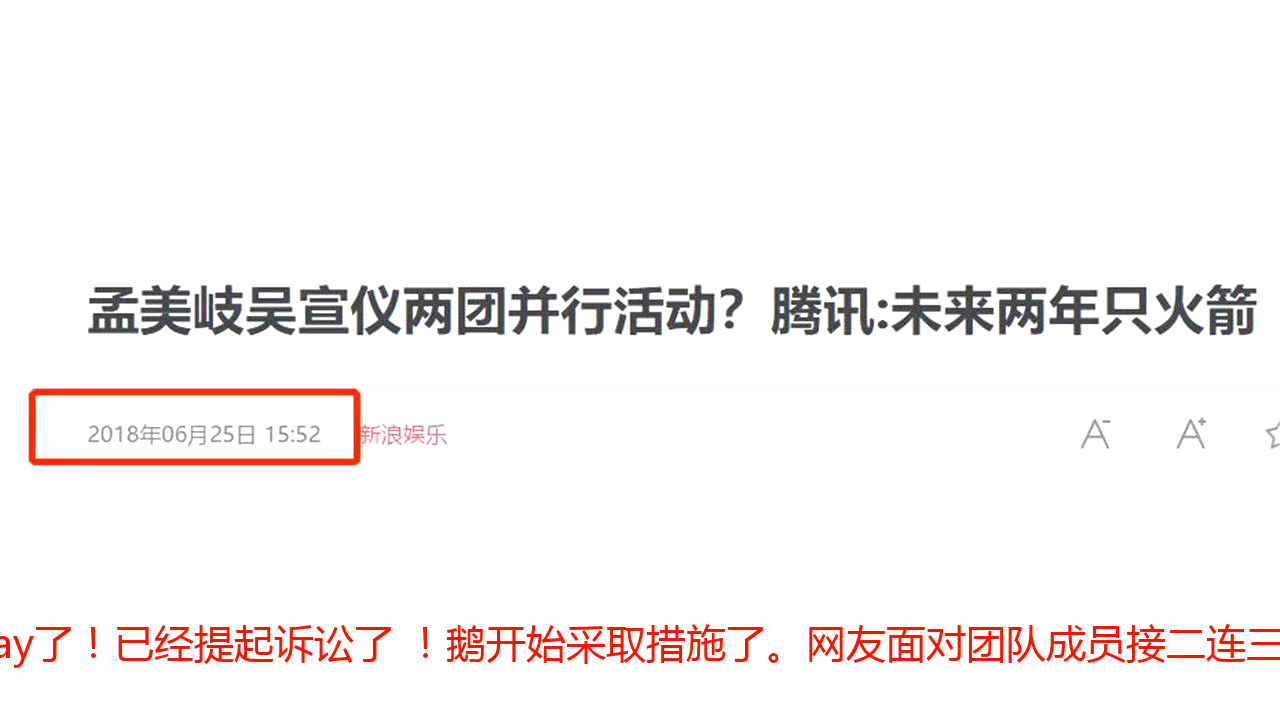 孟美岐吴宣仪两团并行活动？腾讯:未来两年只火箭
2018年06月25日 15:52 新浪娱乐 A- A+
ay了！已经提起诉讼了 ！鹅开始采取措施了。网友面对团队成员接二连三